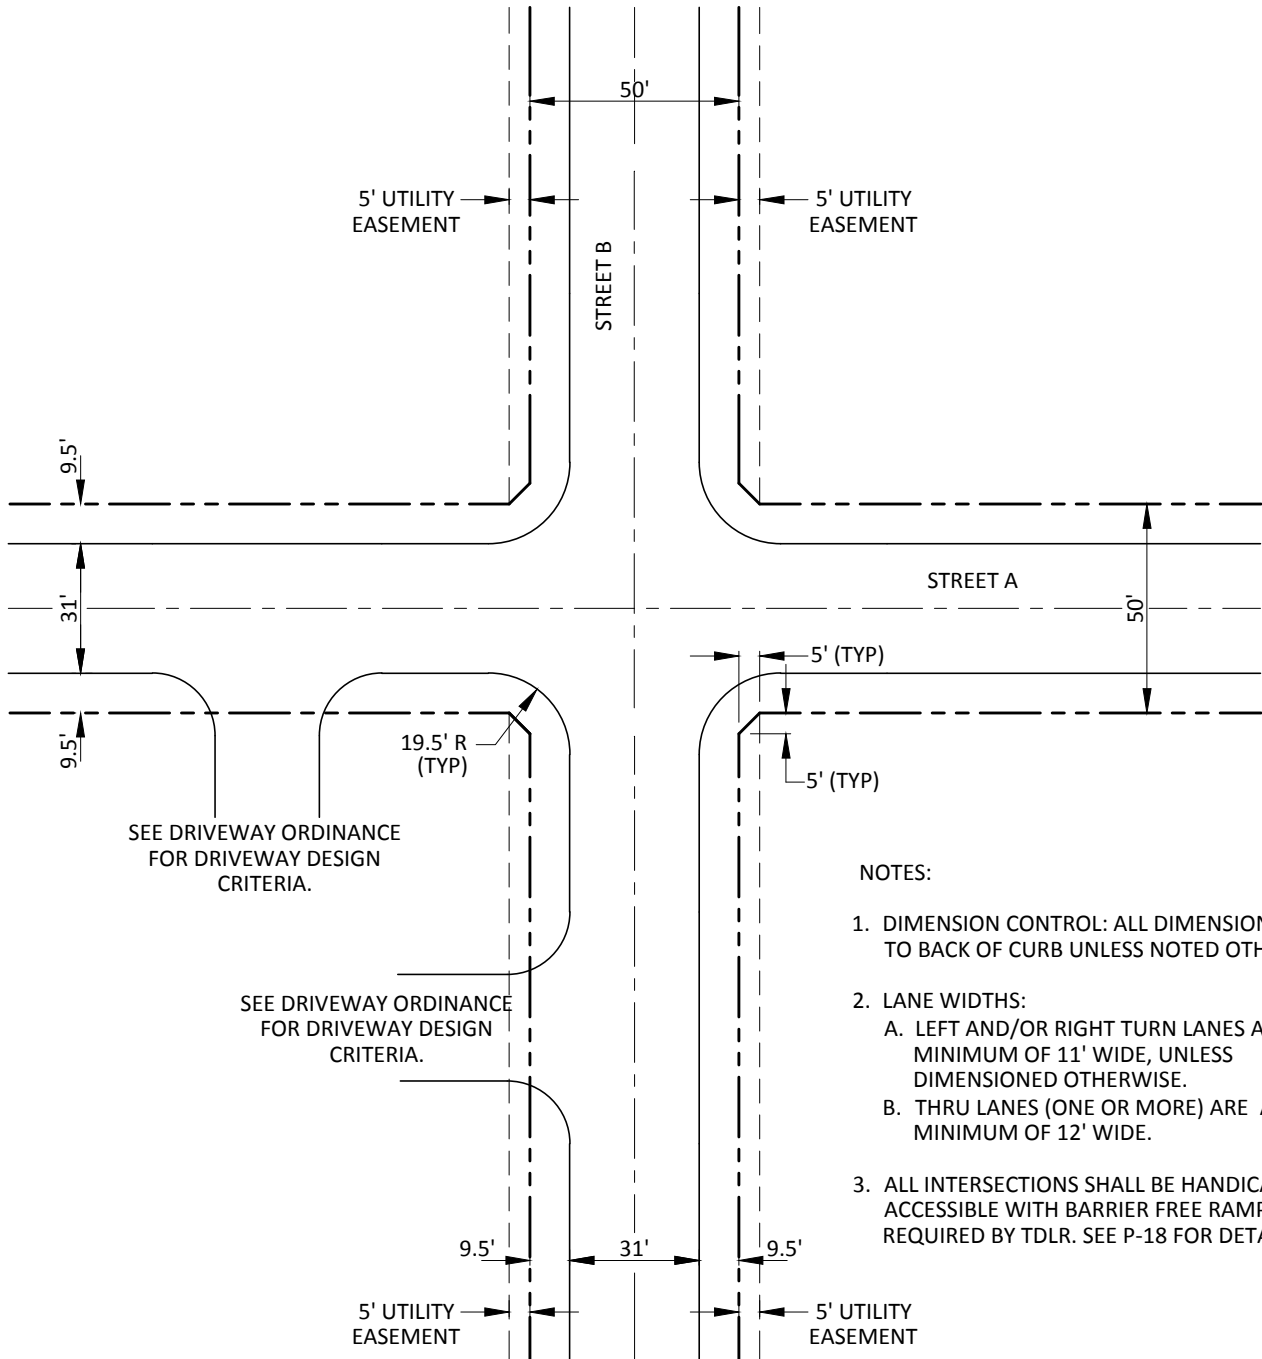 50'
5' UTILITY
EASEMENT
5' UTILITY
EASEMENT
STREET B
9.5'
STREET A
31'
50'
5' (TYP)
9.5'
19.5' R
(TYP)
5' (TYP)
SEE DRIVEWAY ORDINANCE
FOR DRIVEWAY DESIGN
CRITERIA.
NOTES:
1. DIMENSION CONTROL: ALL DIMENSION
TO BACK OF CURB UNLESS NOTED
SEE DRIVEWAY ORDINANCE
FOR DRIVEWAY DESIGN
CRITERIA.
2. LANE WIDTHS:
A. LEFT AND/OR RIGHT TURN LANES
MINIMUM OF 11' WIDE, UNLESS
DIMENSIONED OTHERWISE.
B. THRU LANES (ONE OR MORE) ARE
MINIMUM OF 12' WIDE.
3. ALL INTERSECTIONS SHALL BE
ACCESSIBLE WITH BARRIER FREE RAMP
REQUIRED BY TDLR. SEE P-18 FOR
9.5'
31'
9.5'
5' UTILITY
EASEMENT
5' UTILITY
EASEMENT